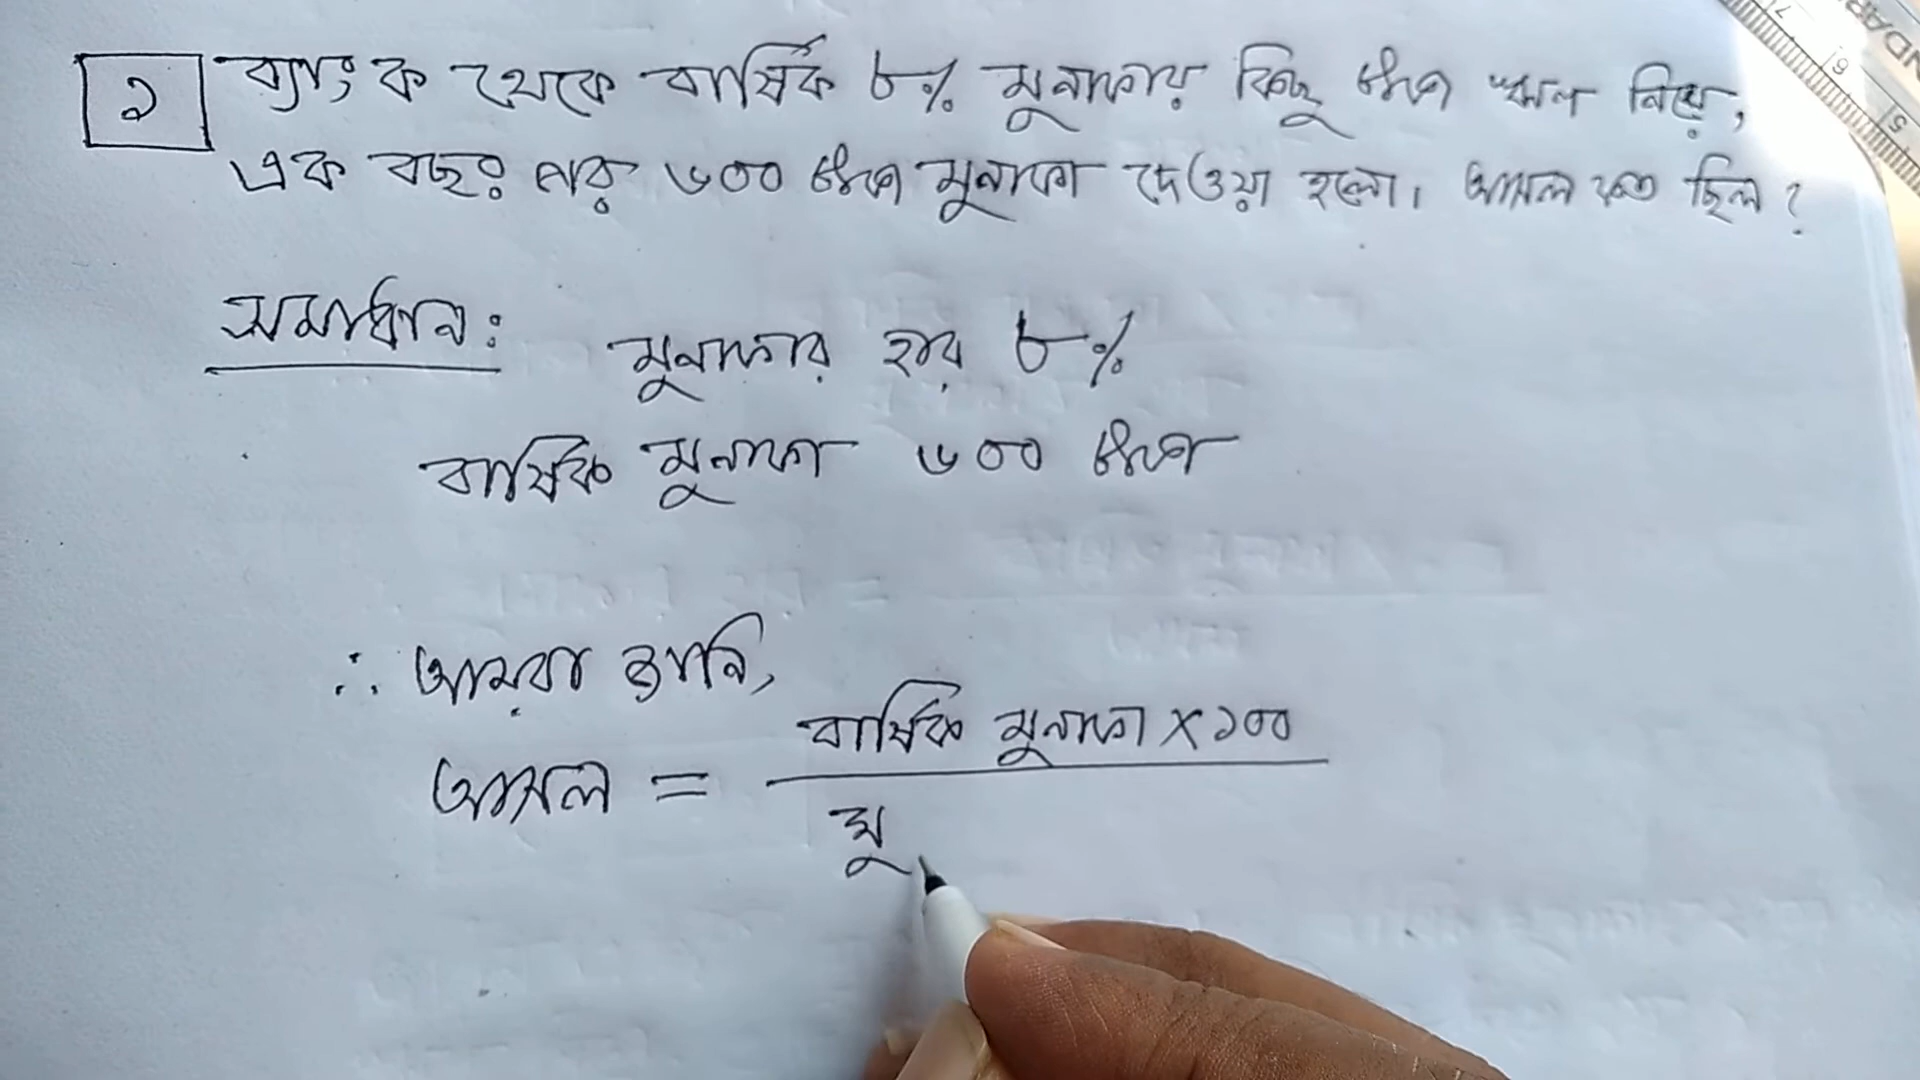 ১ ব্যাংক থেকে বার্ষিক ৮% মুনাফায় কিছু টাকা ঋণ নিয়ে,
এক বছর পর ৬০০ টাকা মুনাফা দেওয়া হলো। আসল কত ছিল?
সমাধান: মুনাফার হার ৮%
বার্ষিক মুনাফা ৬০০ টাকা
∴ আমরা জানি,
বার্ষিক মুনাফা × ১০০
আসল =
মু